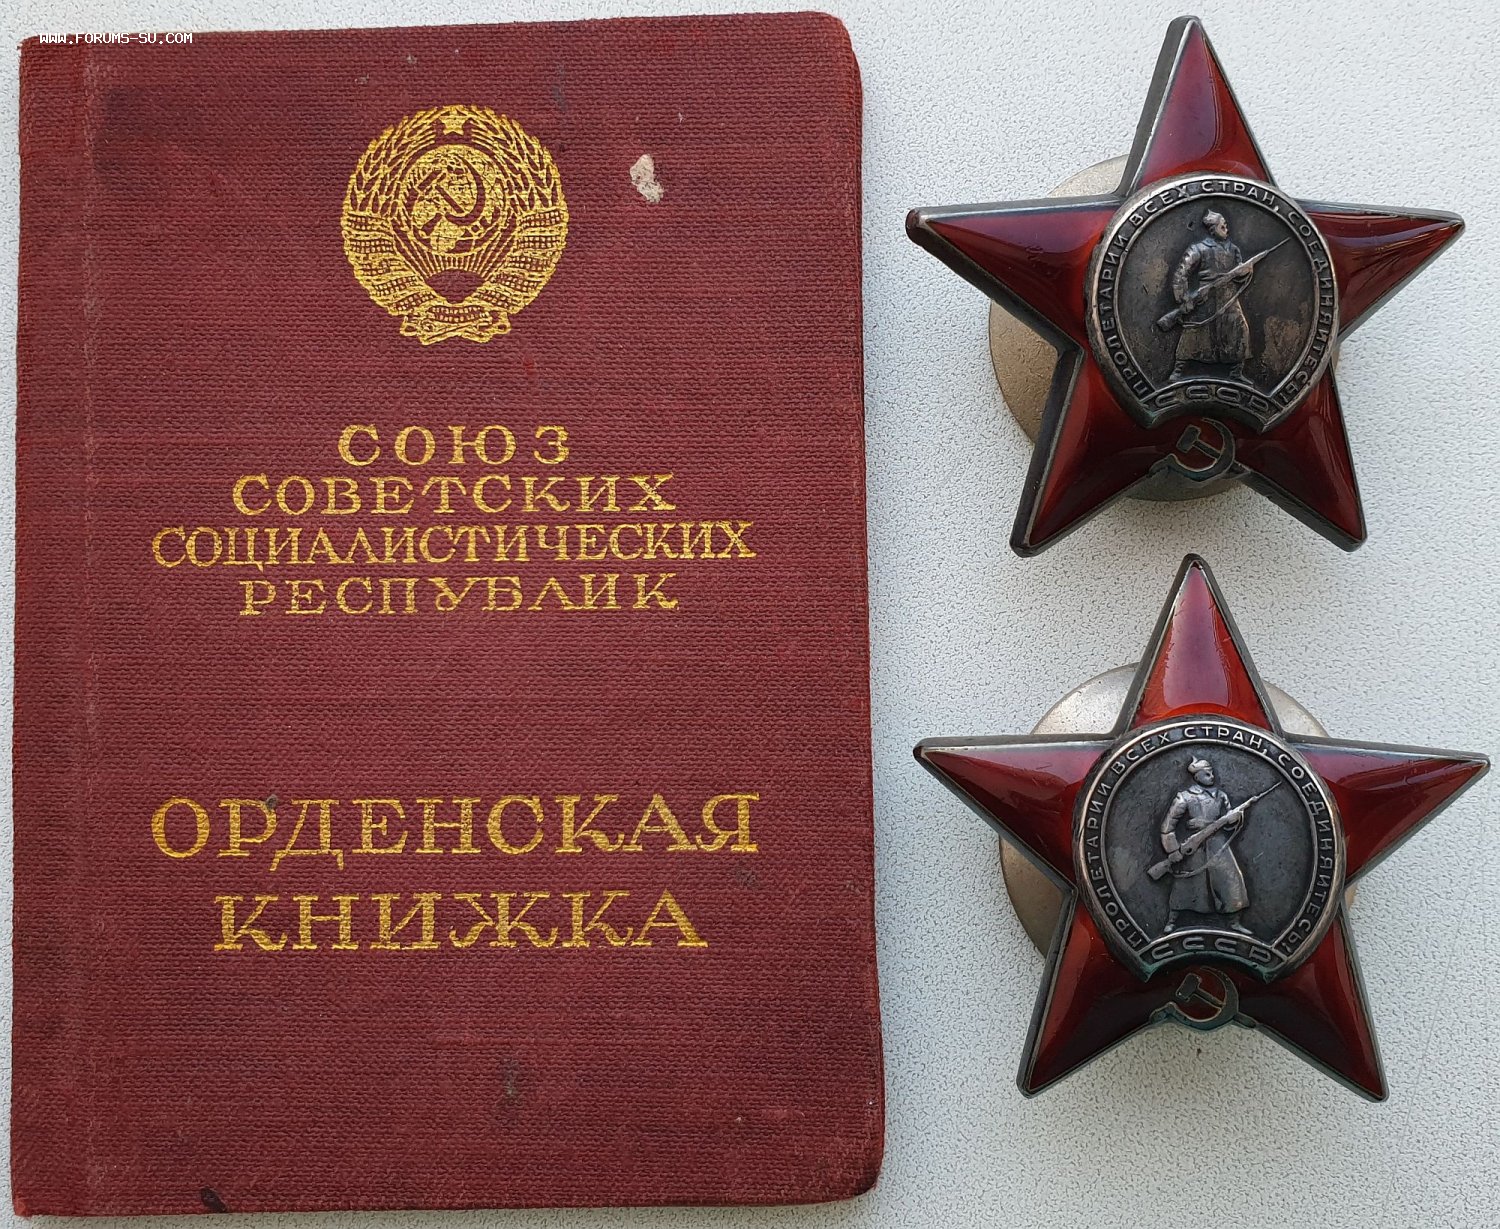 WWW.FORUMS-SU.COM
СОЮЗ
СОВЕТСКИХ
СОЦИАЛИСТИЧЕСКИХ
РЕСПУБЛИК
ОРДЕНСКАЯ
КНИЖКА
ПРОЛЕТАРИИ ВСЕХ СТРАН, СОЕДИНЯЙТЕСЬ!
СССР
ПРОЛЕТАРИИ ВСЕХ СТРАН, СОЕДИНЯЙТЕСЬ!
СССР